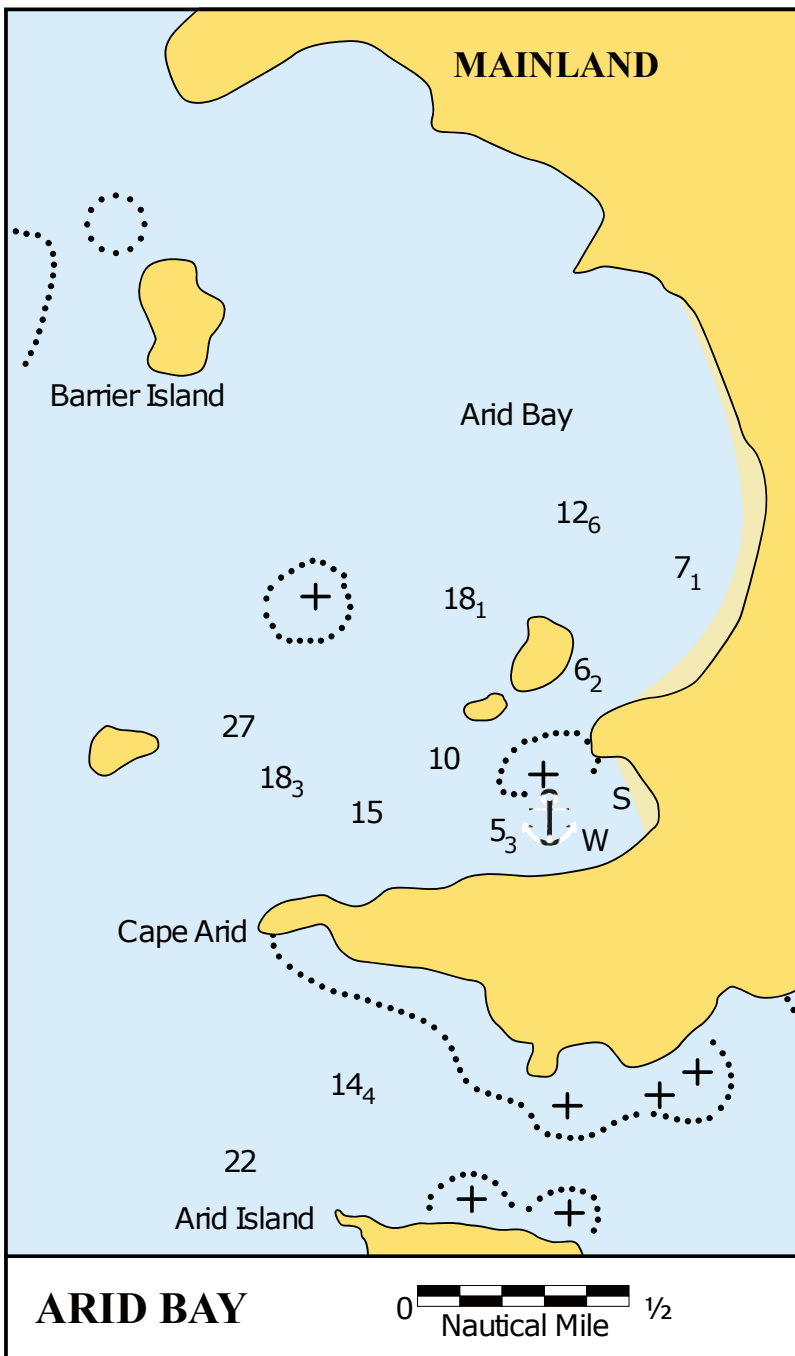 MAINLAND
Barrier Island
Arid Bay
12₆
7₁
18₁
6₂
27
10
18₃
S
15
5₃
W
Cape Arid
14₄
22
Arid Island
ARID BAY
0
½
Nautical Mile